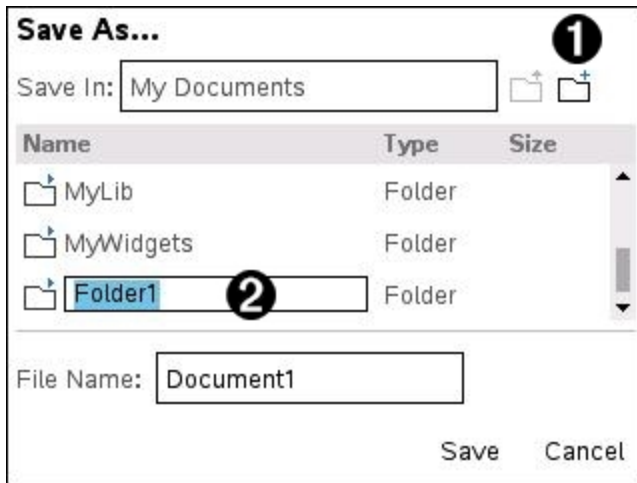 Save As...
1
Save In: My Documents
Name Type Size
MyLib Folder
MyWidgets Folder
Folder1 2 Folder
File Name: Document1
Save Cancel